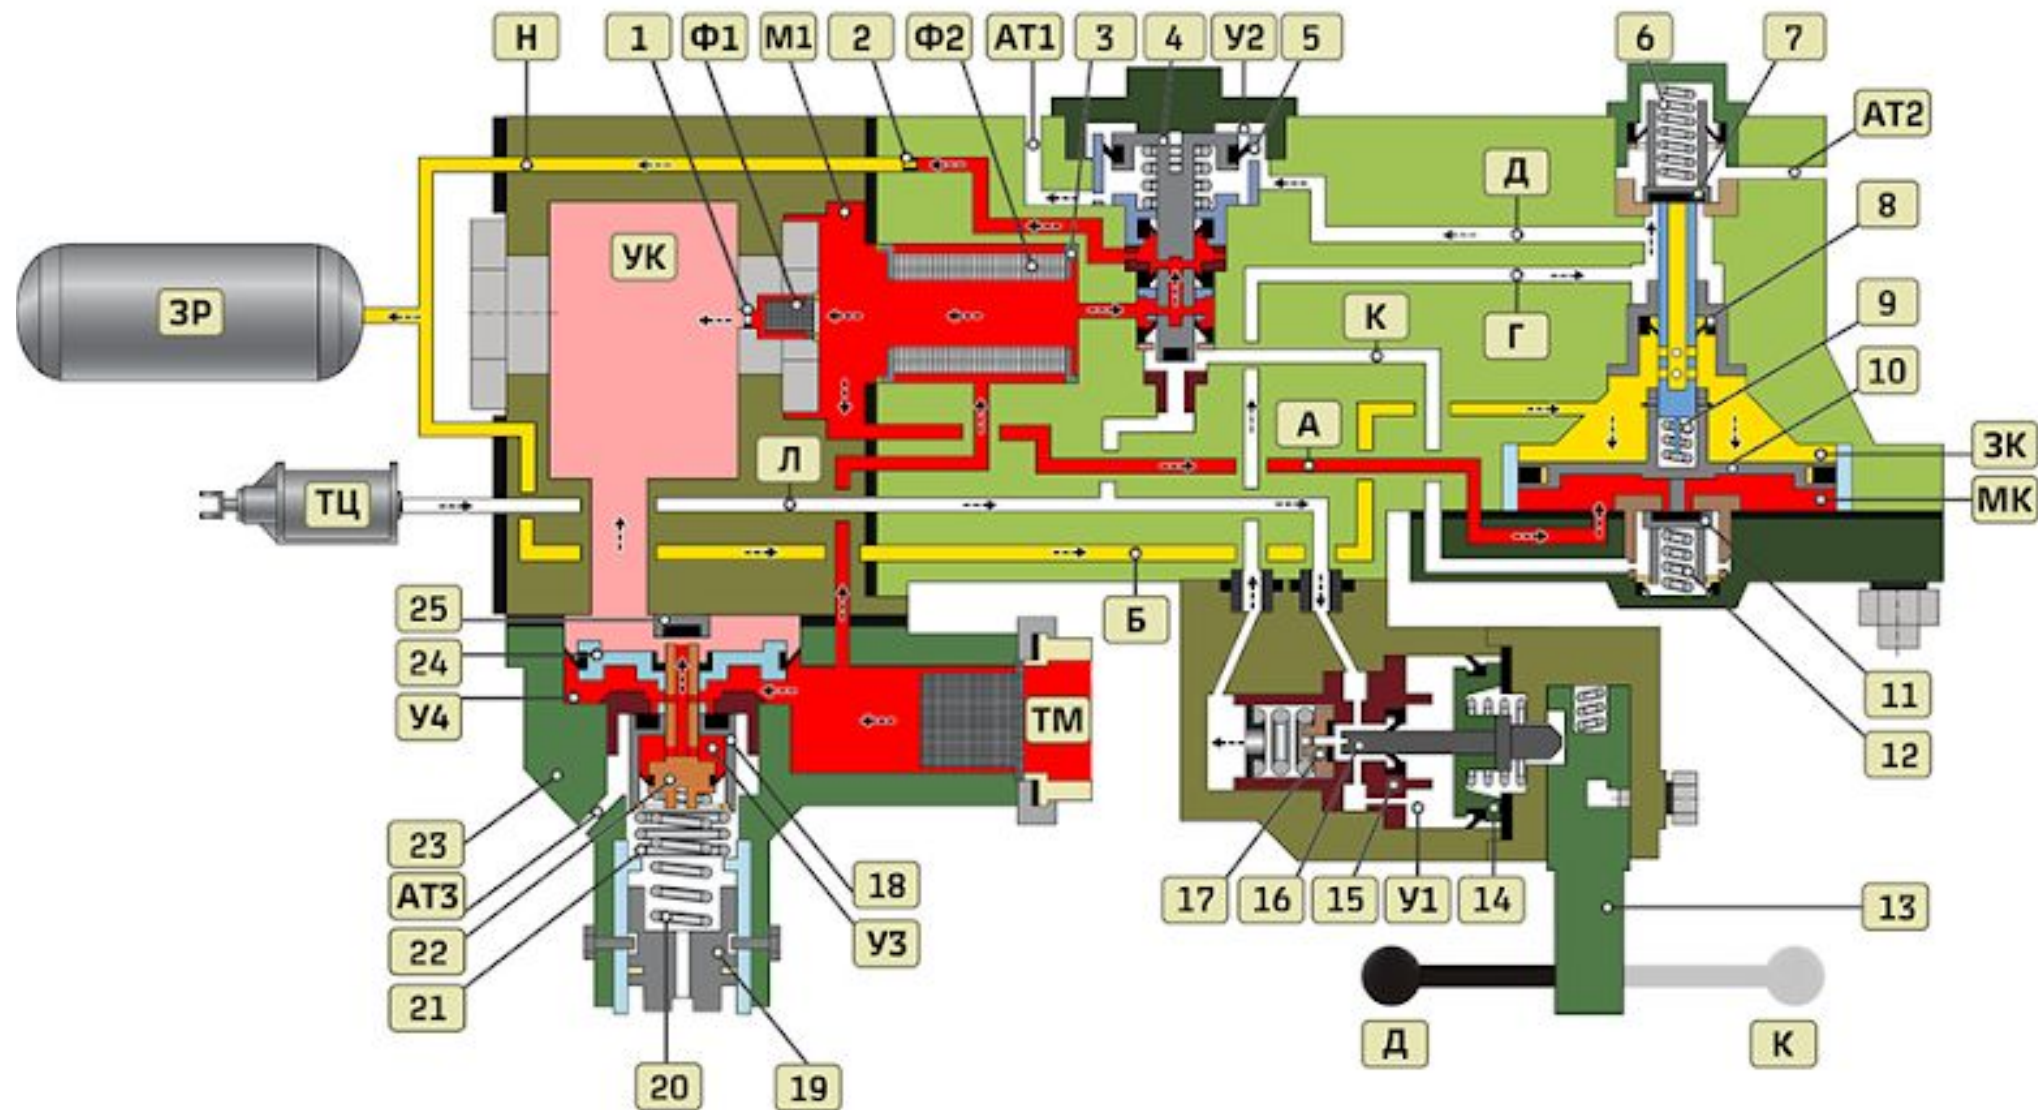 Н 1 Ф1 М1 2 Ф2 АТ1 3 4 У2 5 6 7
АТ2
Д
8
УК
ЗР
9
К
Г
10
А
ЗК
Л
ТЦ
МК
25
Б
24
11
У4
ТМ
12
23
18
17 16 15 У1 14
13
АТ3
22
У3
21
Д К
20 19